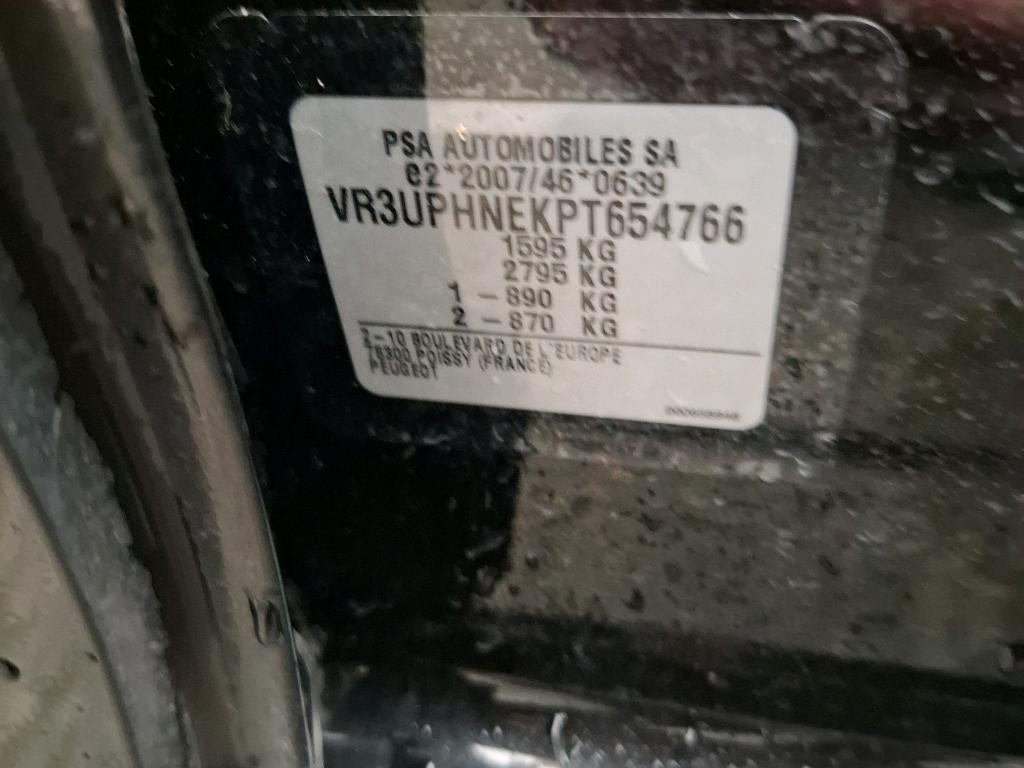 PSA AUTOMOBILES SA
e2*2007/46*0639
VR3UPHNEKPT654766
1595 KG
2795 KG
1 -890 KG
2 -870 KG
2-10 BOULEVARD DE L'EUROPE
78300 POISSY (FRANCE)
PEUGEOT